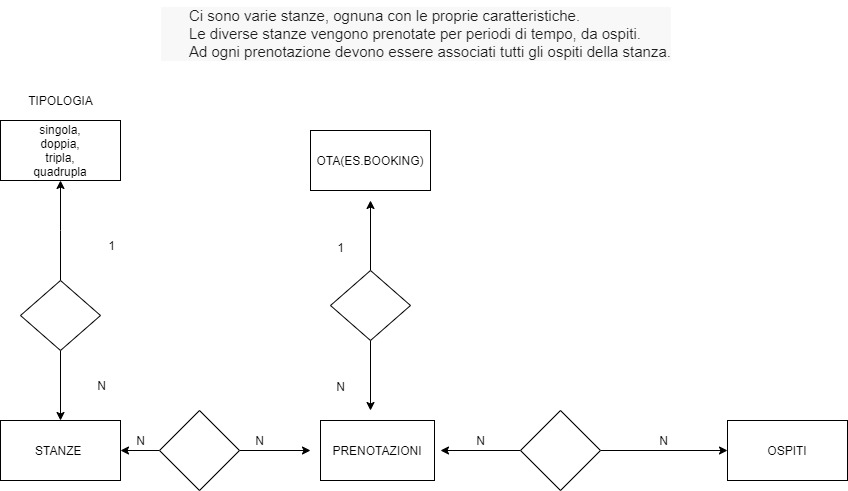 Ci sono varie stanze, ognuna con le proprie caratteristiche.
Le diverse stanze vengono prenotate per periodi di tempo, da ospiti.
Ad ogni prenotazione devono essere associati tutti gli ospiti della stanza.
TIPOLOGIA
singola,
doppia,
tripla,
quadrupla
OTA(ES.BOOKING)
1
1
N
N
STANZE
N
N
PRENOTAZIONI
N
N
OSPITI